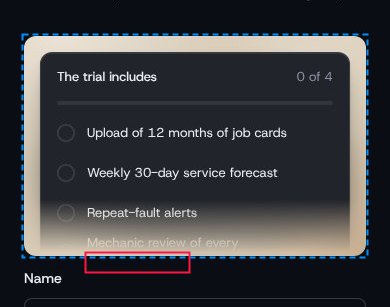 The trial includes
0 of 4
Upload of 12 months of job cards
Weekly 30-day service forecast
Repeat-fault alerts
Mechanic review of every
Name